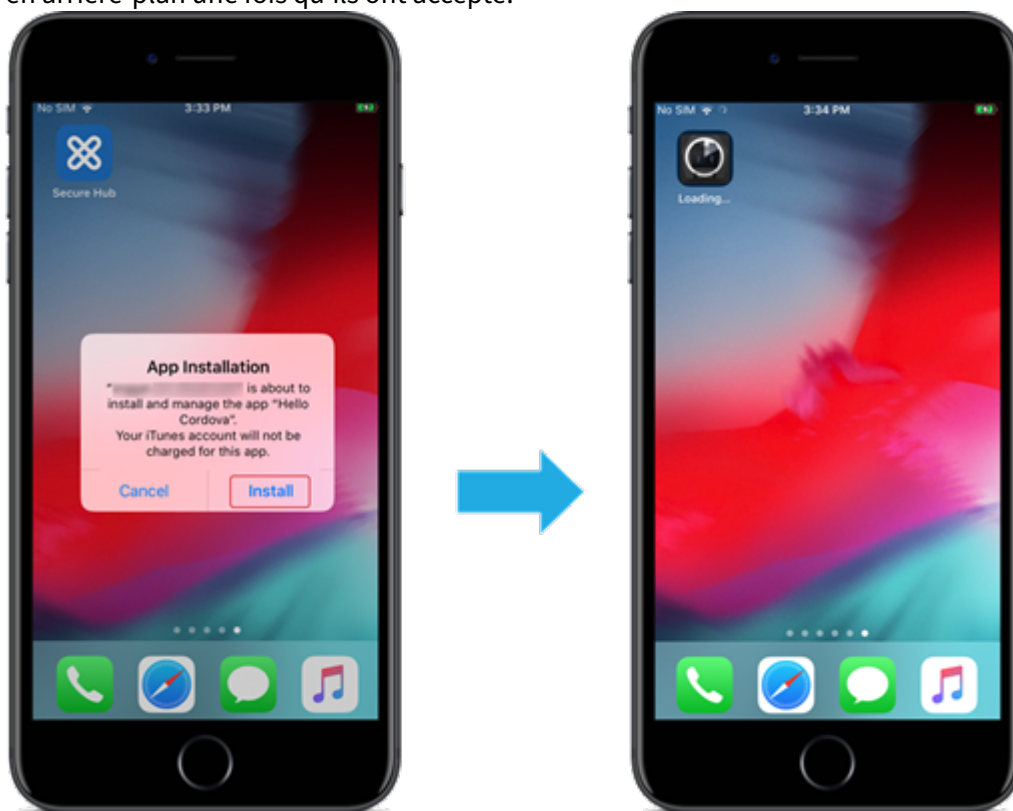 en arrière-plan une fois qu'ils ont accepté.
No SIM
3:33 PM
Secure Hub
App Installation
" is about to
install and manage the app "Hello
Cordova".
Your iTunes account will not be
charged for this app.
Cancel
Install
No SIM
3:34 PM
Loading...